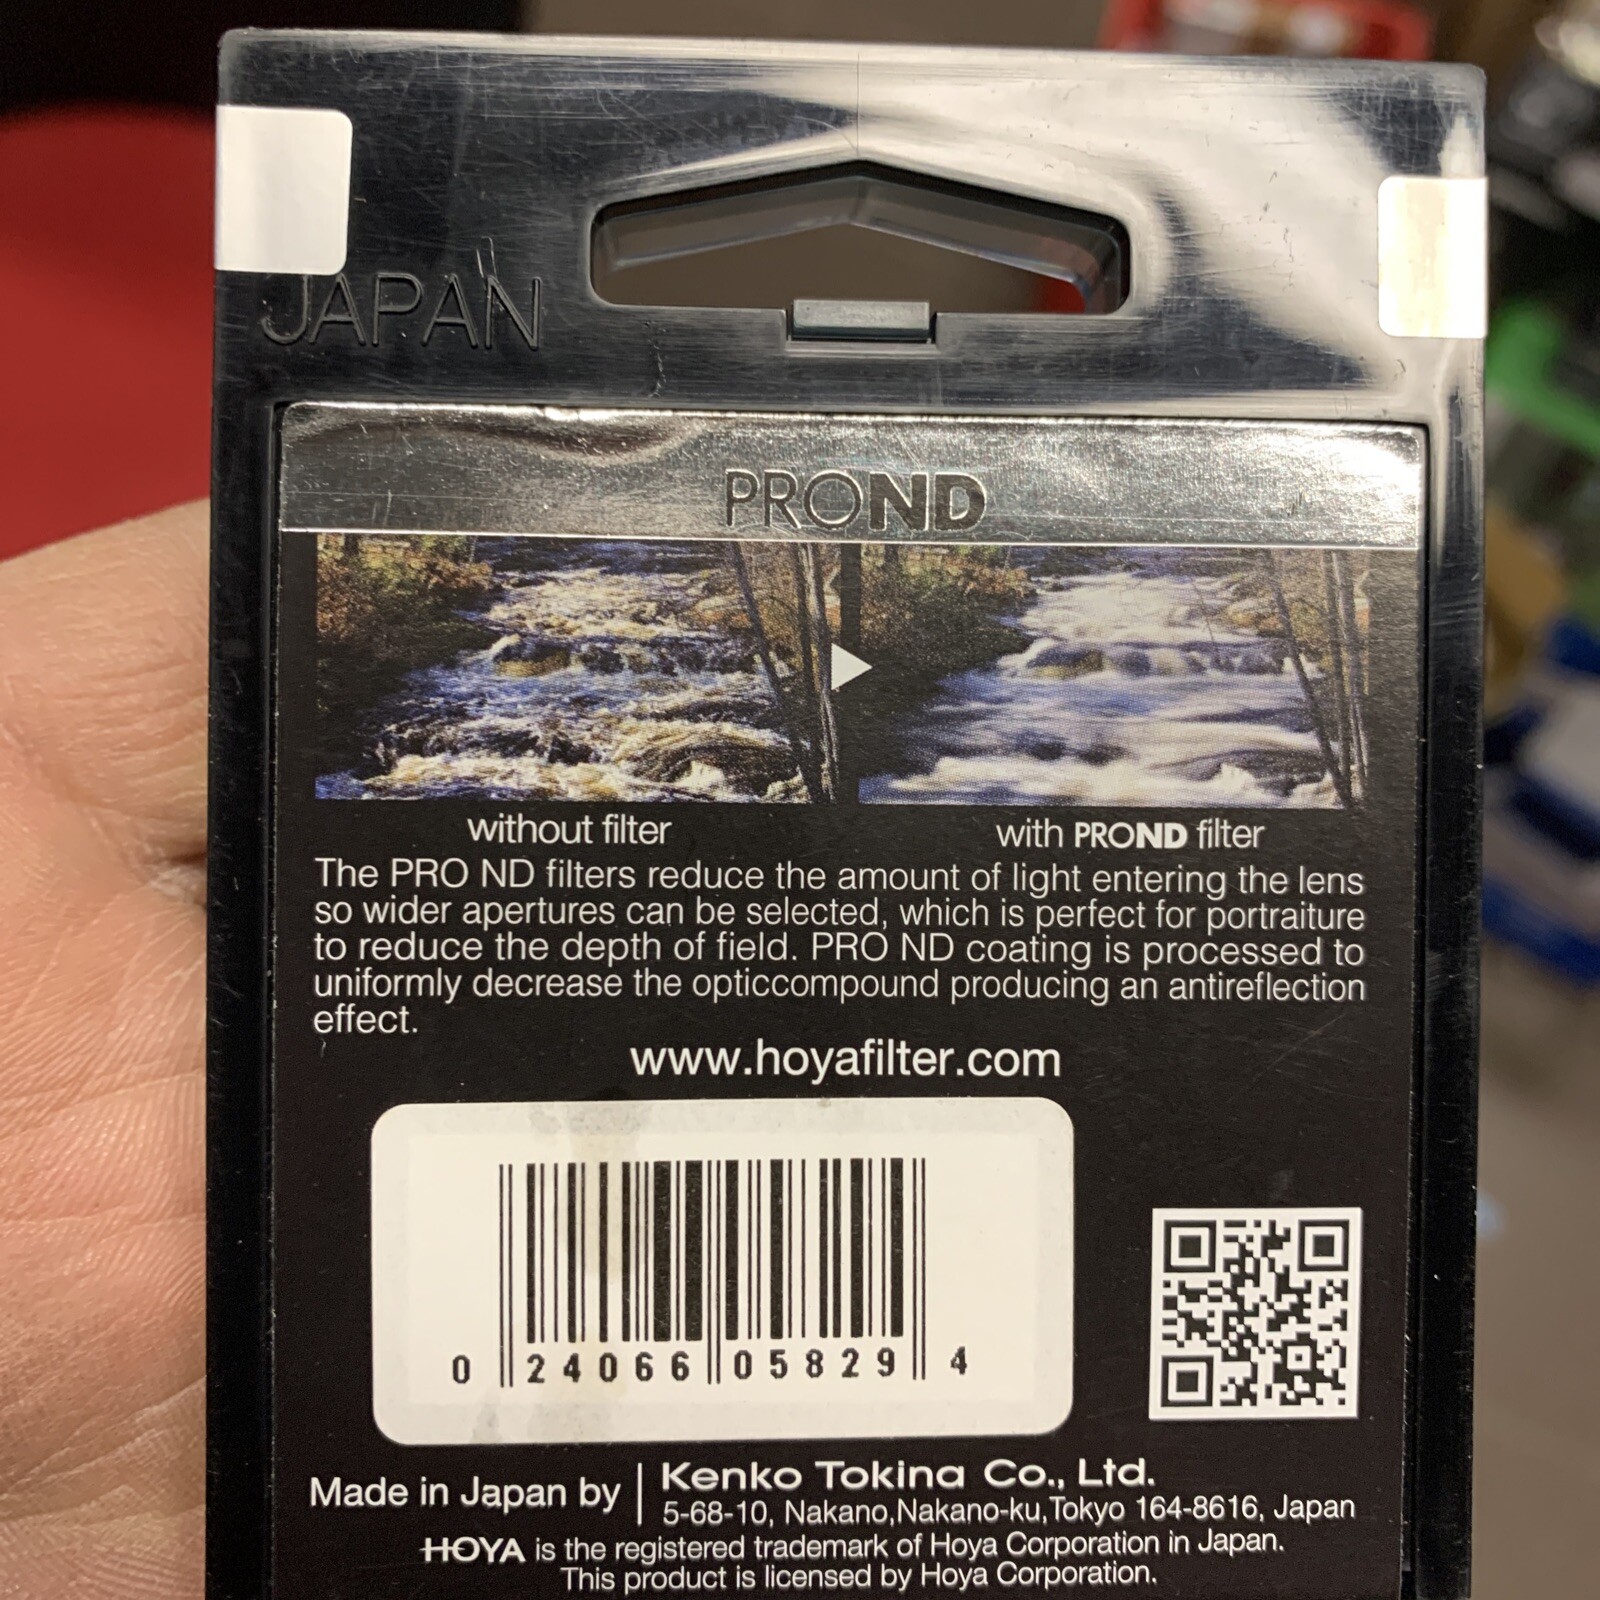 JAPAN
PROND
without filter
with PROND filter
The PRO ND filters reduce the amount of light entering the lens
so wider apertures can be selected, which is perfect for portraiture
to reduce the depth of field. PRO ND coating is processed to
uniformly decrease the opticcompound producing an antireflection
effect.
www.hoyafilter.com
0 24066 05829 4
Made in Japan by
Kenko Tokina Co., Ltd.
5-68-10, Nakano,Nakano-ku,Tokyo 164-8616, Japan
HOYA is the registered trademark of Hoya Corporation in Japan.
This product is licensed by Hoya Corporation.